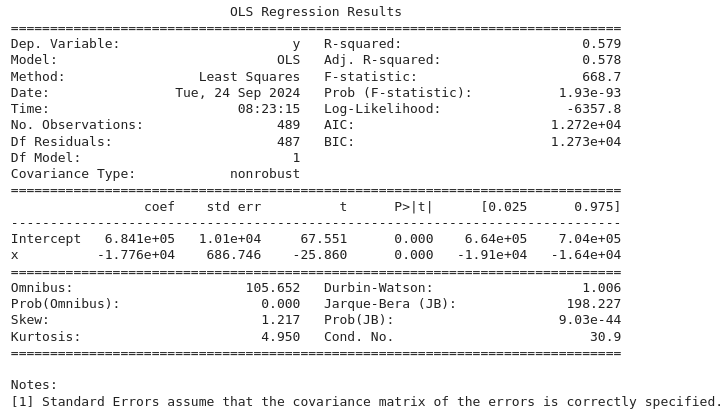 OLS Regression Results
==============================================================================
Dep. Variable:                      y   R-squared:                       0.579
Model:                            OLS   Adj. R-squared:                  0.578
Method:                 Least Squares   F-statistic:                     668.7
Date:                Tue, 24 Sep 2024   Prob (F-statistic):           1.93e-93
Time:                        08:23:15   Log-Likelihood:                -6357.8
No. Observations:                 489   AIC:                         1.272e+04
Df Residuals:                     487   BIC:                         1.273e+04
Df Model:                           1
Covariance Type:            nonrobust
==============================================================================
                 coef    std err          t      P>|t|      [0.025      0.975]
------------------------------------------------------------------------------
Intercept   6.841e+05   1.01e+04     67.551      0.000    6.64e+05    7.04e+05
x          -1.776e+04    686.746    -25.860      0.000   -1.91e+04   -1.64e+04
==============================================================================
Omnibus:                      105.652   Durbin-Watson:                   1.006
Prob(Omnibus):                  0.000   Jarque-Bera (JB):              198.227
Skew:                           1.217   Prob(JB):                     9.03e-44
Kurtosis:                       4.950   Cond. No.                         30.9
==============================================================================

Notes:
[1] Standard Errors assume that the covariance matrix of the errors is correctly specified.